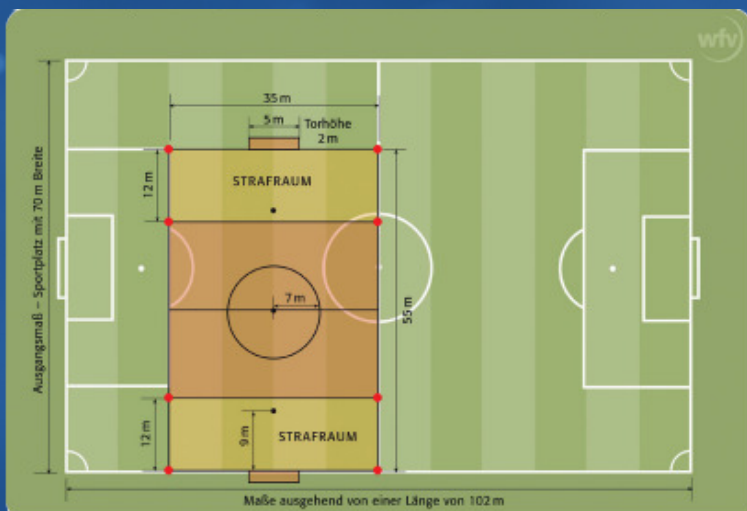 wfv
35 m
5 m
Torhöhe
2 m
12 m
STRAFRAUM
Ausgangsmaß – Sportplatz mit 70 m Breite
7 m
55 m
12 m
9 m
STRAFRAUM
Maße ausgehend von einer Länge von 102 m